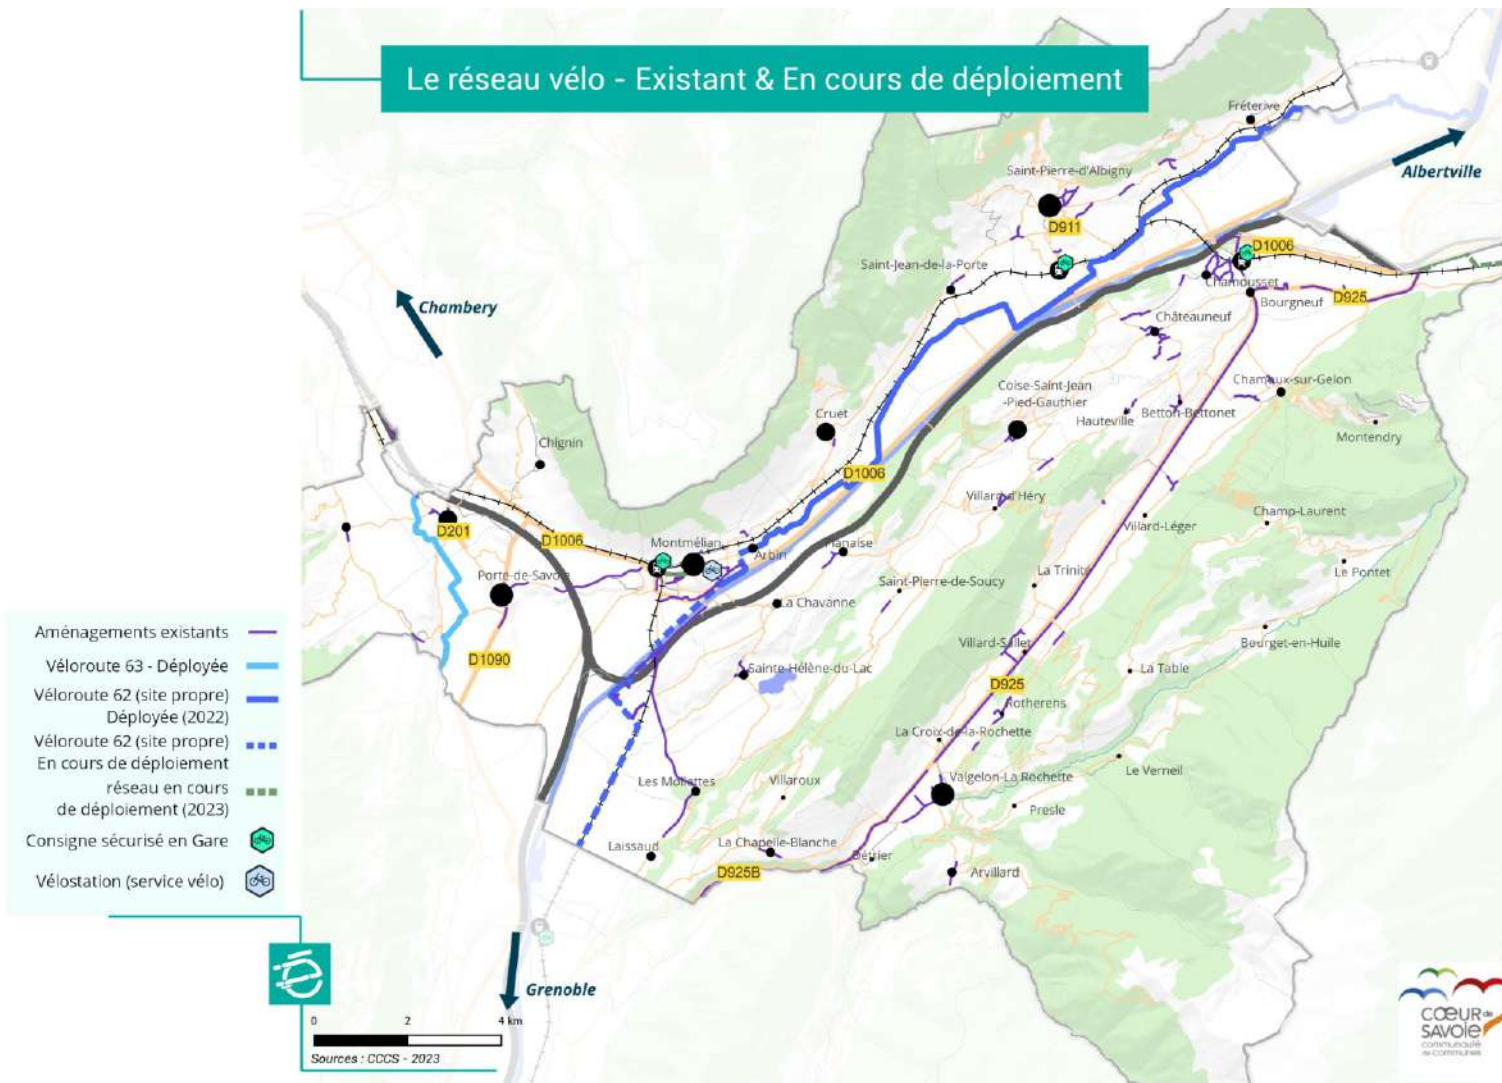 Le réseau vélo - Existant & En cours de déploiement
Fréterive
Albertville
Saint-Pierre-d'Albigny
D911
D1006
Saint-Jean-de-la-Porte
Chamousset
D925
Bourgneuf
Chambery
Châteauneuf
Coise-Saint-Jean
-Pied-Gauthier
Chamoux-sur-Gelon
Hauteville
Betton-Bettonet
Cruet
Montendry
Chignin
D1006
Villard-d'Héry
Champ-Laurent
Villard-Léger
D201
D1006
Montmélian
Arbin
Planaise
Le Pontet
Porte-de-Savoie
La Trinité
Saint-Pierre-de-Soucy
La Chavanne
Bourget-en-Huile
Villard-Sallet
D1090
Sainte-Hélène-du-Lac
La Table
D925
Rotherens
La Croix-de-la-Rochette
Le Verneil
Les Mollettes
Villaroux
Valgelon-La Rochette
Presle
Laissaud
La Chapelle-Blanche
Détrier
D925B
Arvillard
Aménagements existants
Véloroute 63 - Déployée
Véloroute 62 (site propre)
Déployée (2022)
Véloroute 62 (site propre)
En cours de déploiement
réseau en cours
de déploiement (2023)
Consigne sécurisé en Gare
Vélostation (service vélo)
Grenoble
0 2 4 km
Sources : CCCS - 2023
CŒUR de
SAVOIE
communauté
de communes